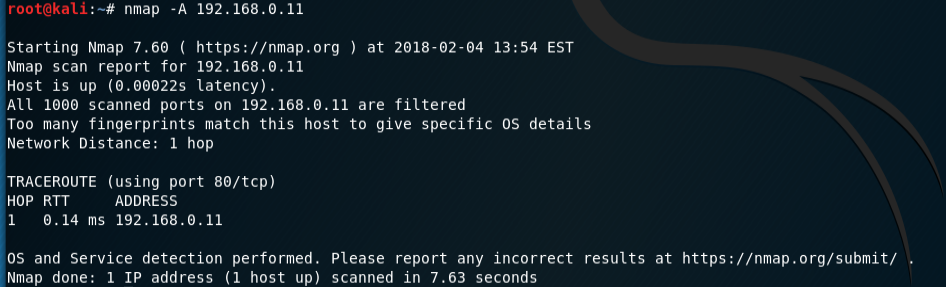 root@kali:~# nmap -A 192.168.0.11
Starting Nmap 7.60 ( https://nmap.org ) at 2018-02-04 13:54 EST
Nmap scan report for 192.168.0.11
Host is up (0.00022s latency).
All 1000 scanned ports on 192.168.0.11 are filtered
Too many fingerprints match this host to give specific OS details
Network Distance: 1 hop
TRACEROUTE (using port 80/tcp)
HOP RTT     ADDRESS
1   0.14 ms 192.168.0.11
OS and Service detection performed. Please report any incorrect results at https://nmap.org/submit/ .
Nmap done: 1 IP address (1 host up) scanned in 7.63 seconds